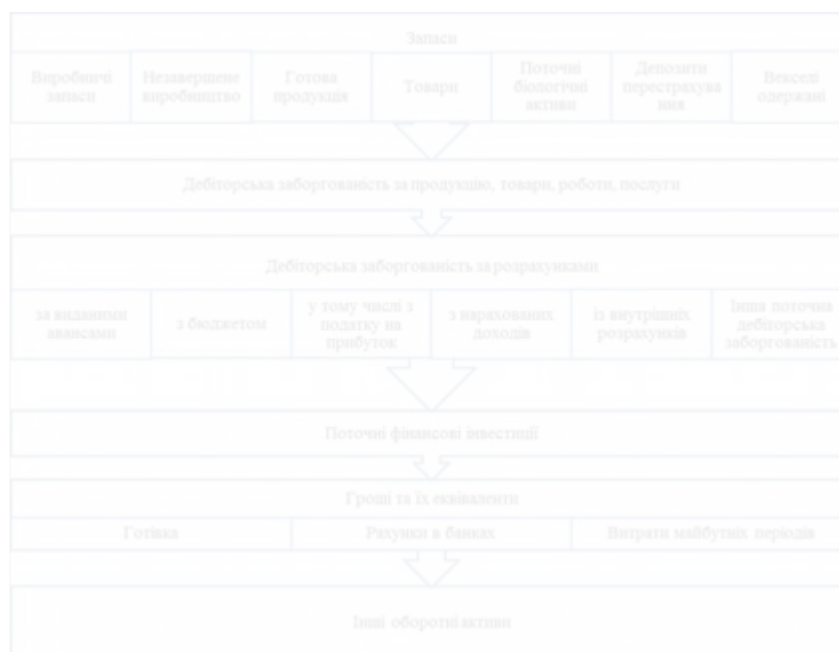 Запаси
Виробничі
запаси
Незавершене
виробництво
Готова
продукція
Товари
Поточні
біологічні
активи
Депозити
перестрахува
ння
Векселі
одержані
Дебіторська заборгованість за продукцію, товари, роботи, послуги
Дебіторська заборгованість за розрахунками
за виданими
авансами
з бюджетом
у тому числі з
податку на
прибуток
з нарахованих
доходів
із внутрішніх
розрахунків
Інша поточна
дебіторська
заборгованість
Поточні фінансові інвестиції
Гроші та їх еквіваленти
Готівка
Рахунки в банках
Витрати майбутніх періодів
Інші оборотні активи